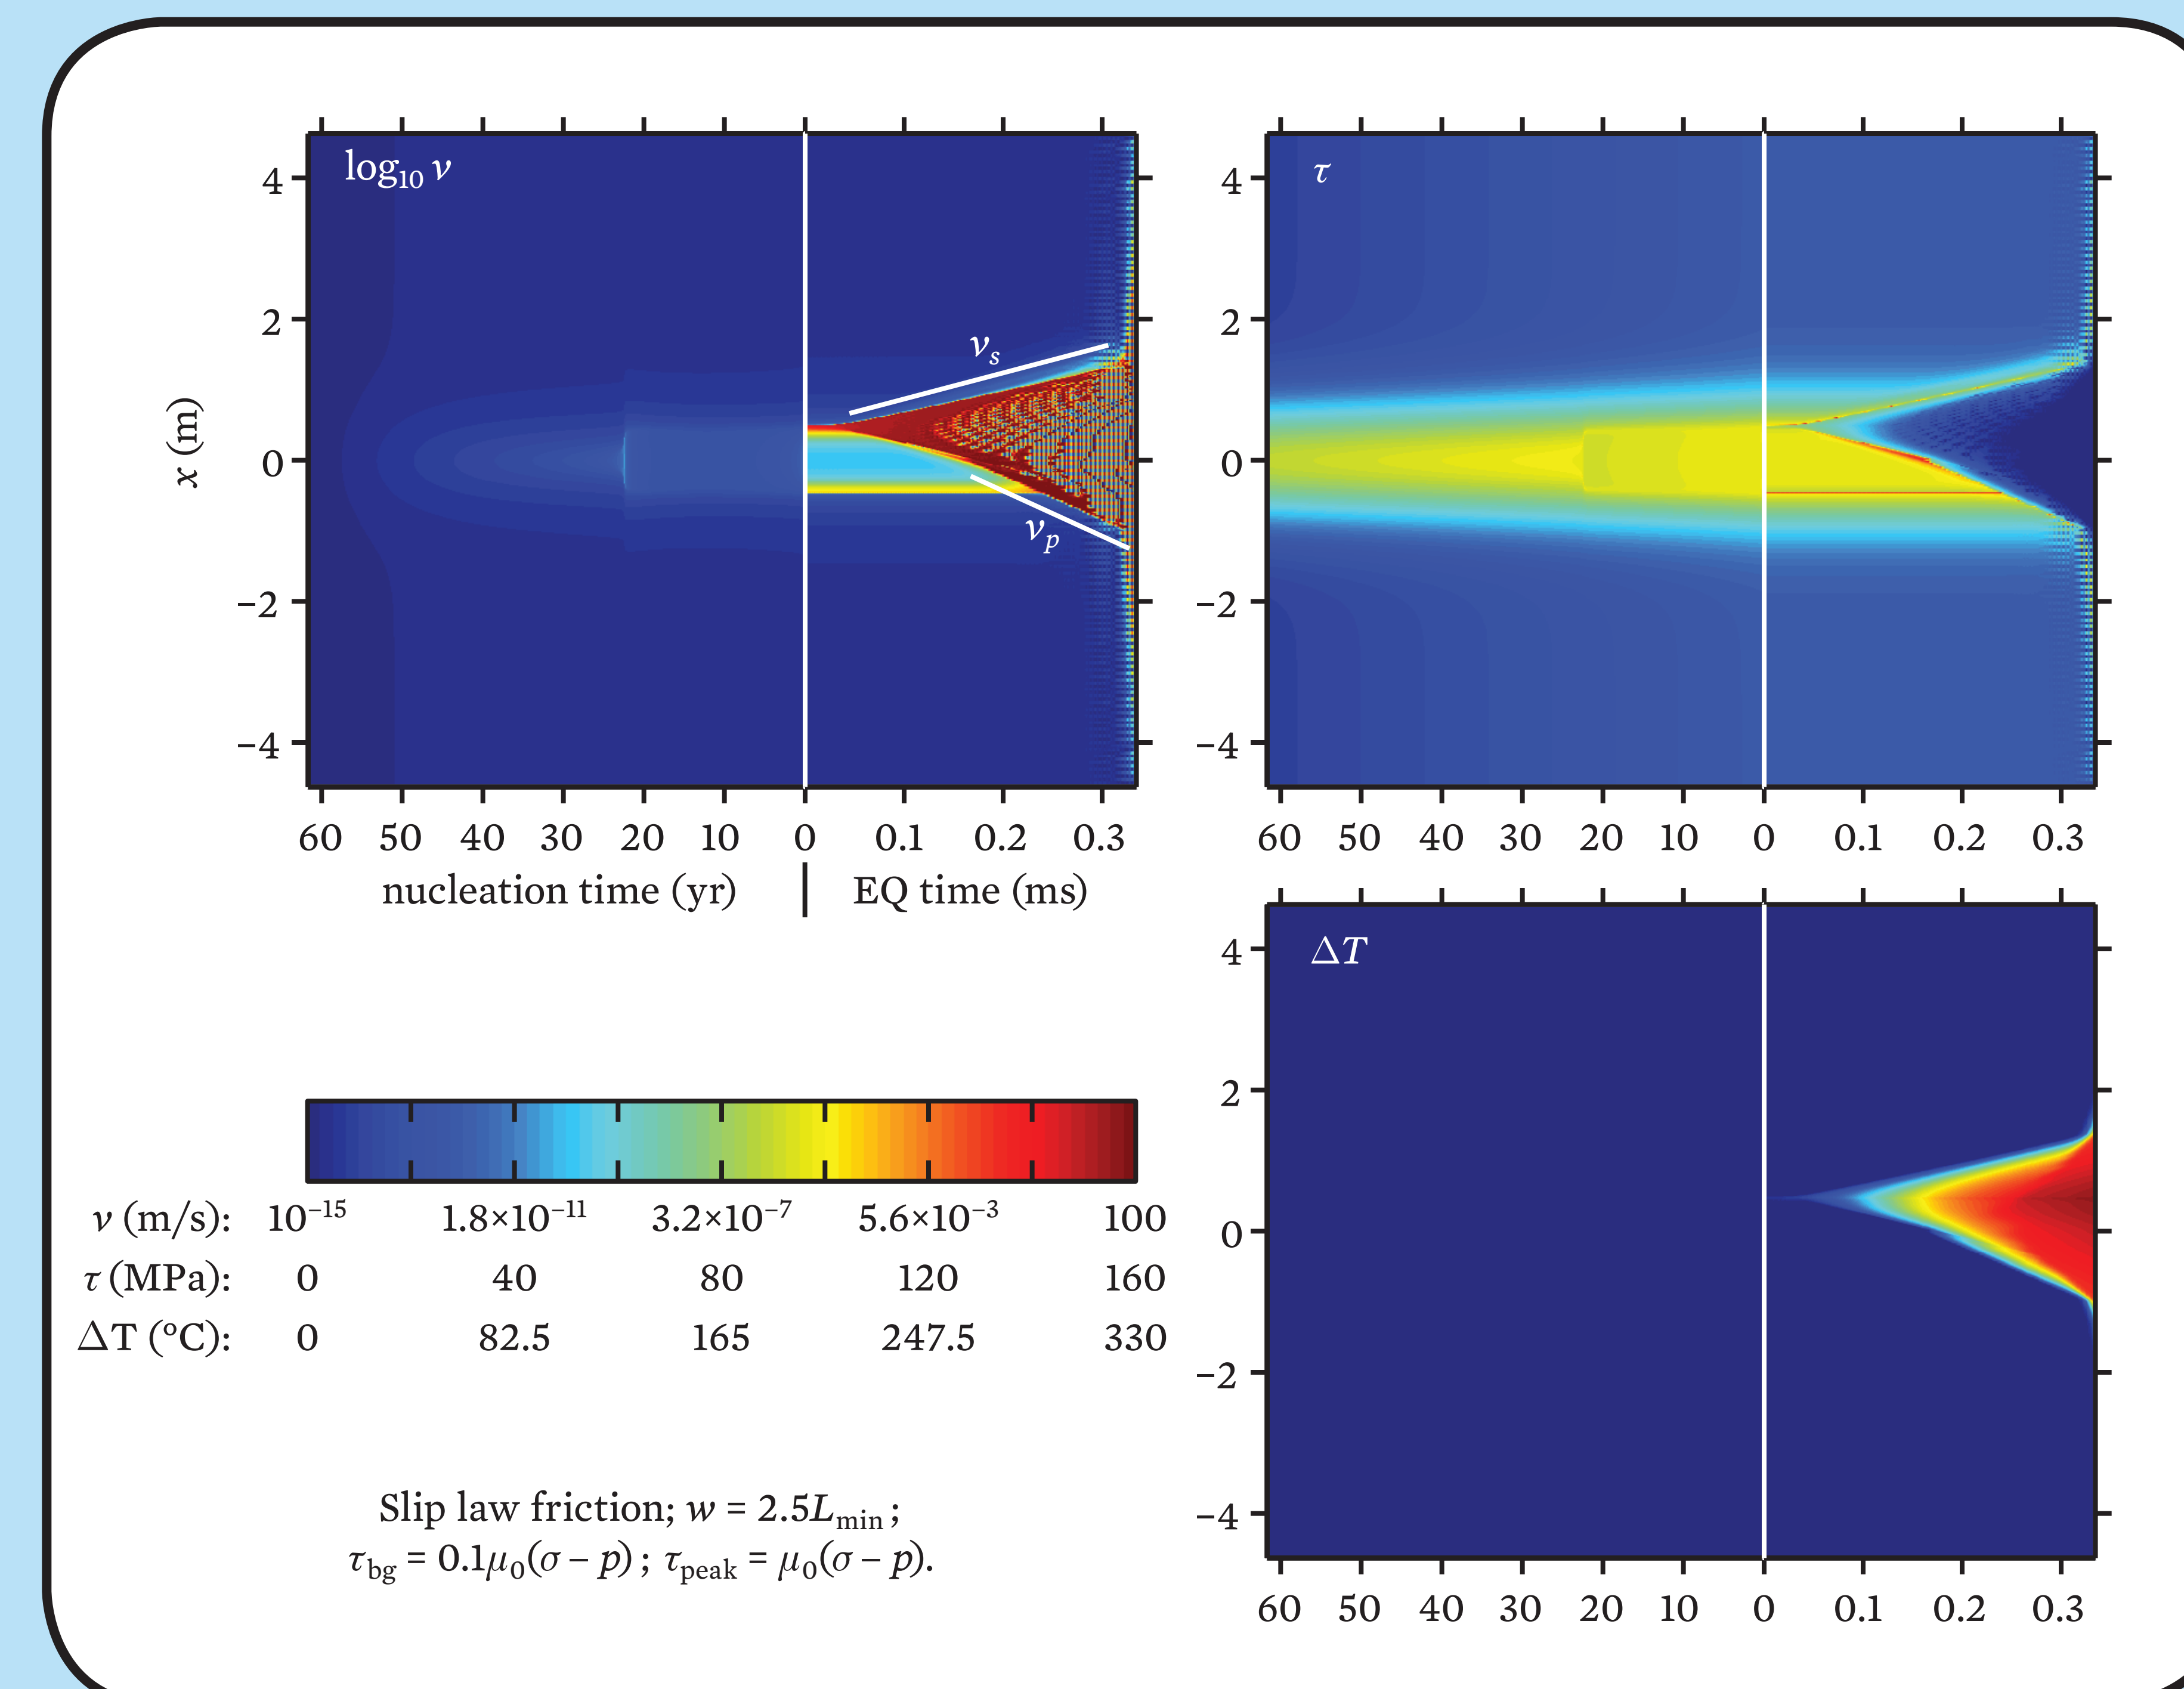 log₁₀ v
4
2
0
−2
−4
x (m)
vₛ
vₚ
60 50 40 30 20 10 0 0.1 0.2 0.3
nucleation time (yr) | EQ time (ms)
τ
4
2
0
−2
−4
60 50 40 30 20 10 0 0.1 0.2 0.3
ΔT
4
2
0
−2
−4
60 50 40 30 20 10 0 0.1 0.2 0.3
v (m/s): 10⁻¹⁵ 1.8×10⁻¹¹ 3.2×10⁻⁷ 5.6×10⁻³ 100
τ (MPa): 0 40 80 120 160
ΔT (°C): 0 82.5 165 247.5 330
Slip law friction; w = 2.5L_min ;
τ_bg = 0.1μ₀(σ – p) ; τ_peak = μ₀(σ – p).